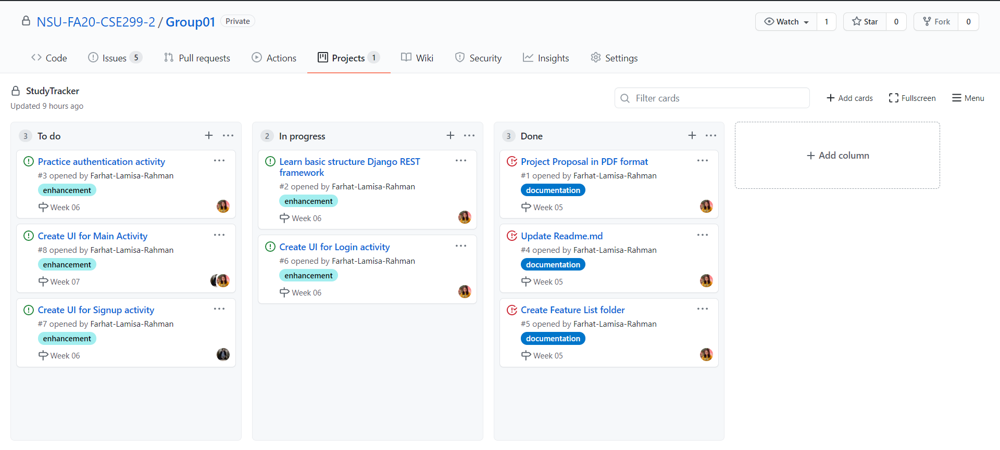 NSU-FA20-CSE299-2 / Group01 Private
Watch 1 Star 0 Fork 0
Code Issues 5 Pull requests Actions Projects 1 Wiki Security Insights Settings
StudyTracker
Updated 9 hours ago
Filter cards Add cards Fullscreen Menu
3 To do
Practice authentication activity
#3 opened by Farhat-Lamisa-Rahman
enhancement
Week 06
Create UI for Main Activity
#8 opened by Farhat-Lamisa-Rahman
enhancement
Week 07
Create UI for Signup activity
#7 opened by Farhat-Lamisa-Rahman
enhancement
Week 06
2 In progress
Learn basic structure Django REST
framework
#2 opened by Farhat-Lamisa-Rahman
enhancement
Week 06
Create UI for Login activity
#6 opened by Farhat-Lamisa-Rahman
enhancement
Week 06
3 Done
Project Proposal in PDF format
#1 opened by Farhat-Lamisa-Rahman
documentation
Week 05
Update Readme.md
#4 opened by Farhat-Lamisa-Rahman
documentation
Week 05
Create Feature List folder
#5 opened by Farhat-Lamisa-Rahman
documentation
Week 05
Add column